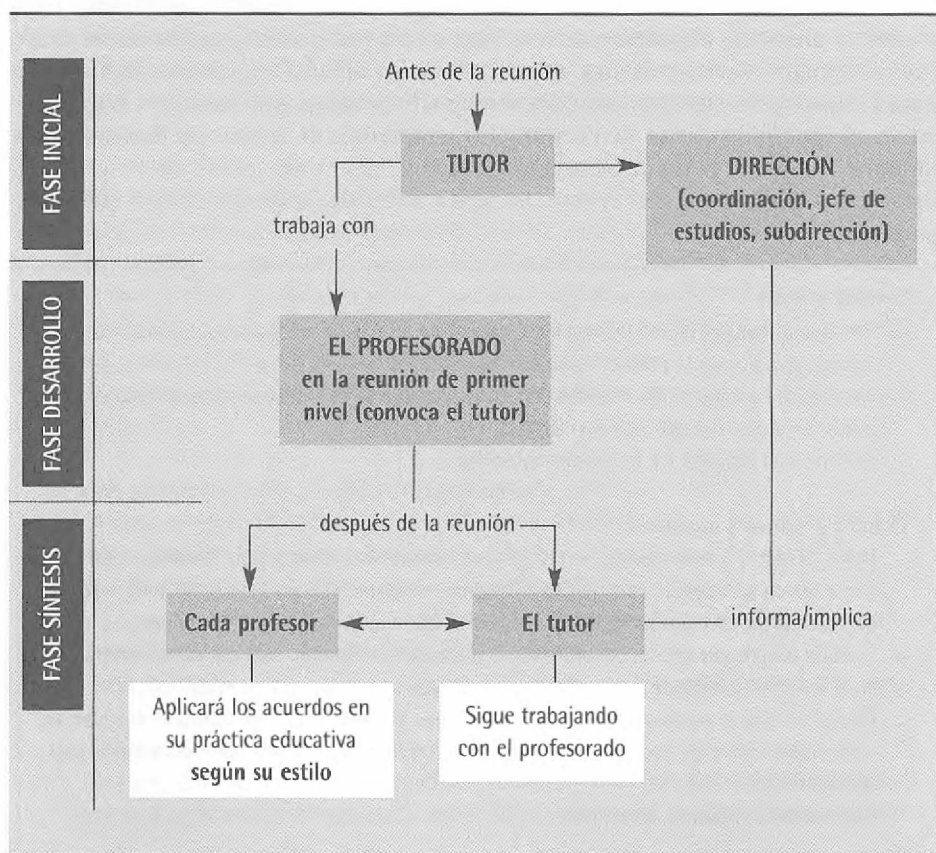 FASE INICIAL
Antes de la reunión
TUTOR
DIRECCIÓN
(coordinación, jefe de
estudios, subdirección)
trabaja con
FASE DESARROLLO
EL PROFESORADO
en la reunión de primer
nivel (convoca el tutor)
FASE SÍNTESIS
después de la reunión
Cada profesor
El tutor
informa/implica
Aplicará los acuerdos en
su práctica educativa
según su estilo
Sigue trabajando
con el profesorado